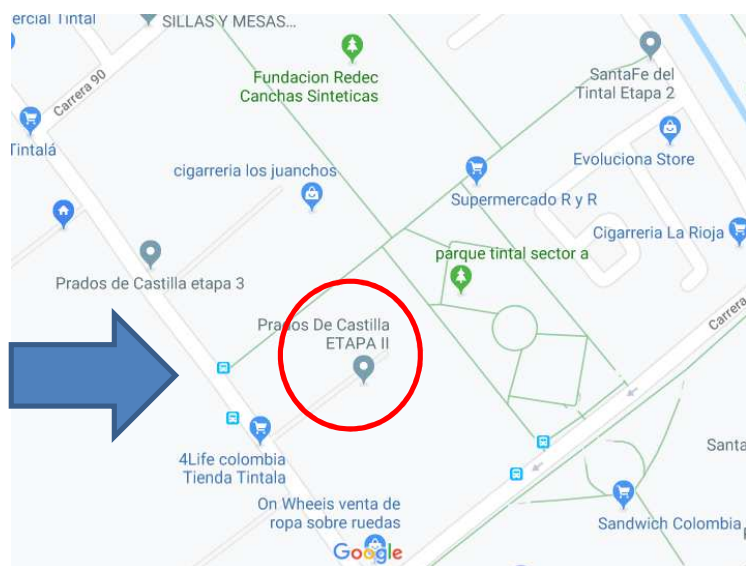 ercial Tintal
SILLAS Y MESAS...
Carrera 90
Fundacion Redec
Canchas Sinteticas
SantaFe del
Tintal Etapa 2
Tintalá
cigarreria los juanchos
Evoluciona Store
Supermercado R y R
Cigarreria La Rioja
parque tintal sector a
Prados de Castilla etapa 3
Carrera
Prados De Castilla
ETAPA II
4Life colombia
Tienda Tintala
Santa
On Wheeis venta de
ropa sobre ruedas
Sandwich Colombia
Google